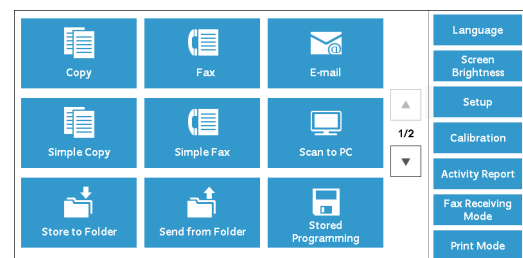 Copy
Fax
E-mail
Simple Copy
Simple Fax
Scan to PC
Store to Folder
Send from Folder
Stored
Programming
1/2
Language
Screen
Brightness
Setup
Calibration
Activity Report
Fax Receiving
Mode
Print Mode